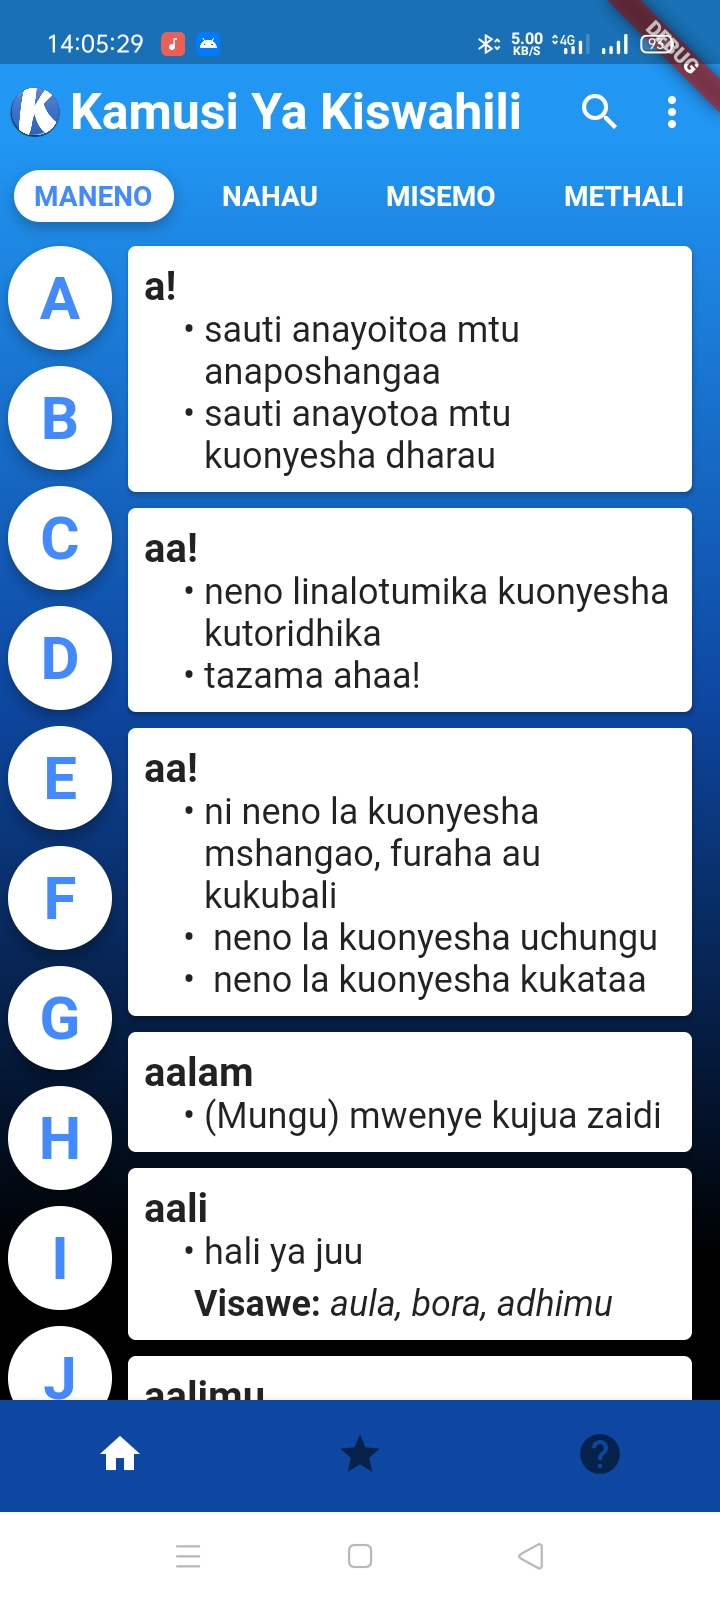 14:05:29 5.00 KB/S 4G DEBUG
K Kamusi Ya Kiswahili
MANENO NAHAU MISEMO METHALI
A
B
C
D
E
F
G
H
I
J
a!
• sauti anayoitoa mtu
anaposhangaa
• sauti anayotoa mtu
kuonyesha dharau
aa!
• neno linalotumika kuonyesha
kutoridhika
• tazama ahaa!
aa!
• ni neno la kuonyesha
mshangao, furaha au
kukubali
• neno la kuonyesha uchungu
• neno la kuonyesha kukataa
aalam
• (Mungu) mwenye kujua zaidi
aali
• hali ya juu
Visawe: aula, bora, adhimu
aalimu